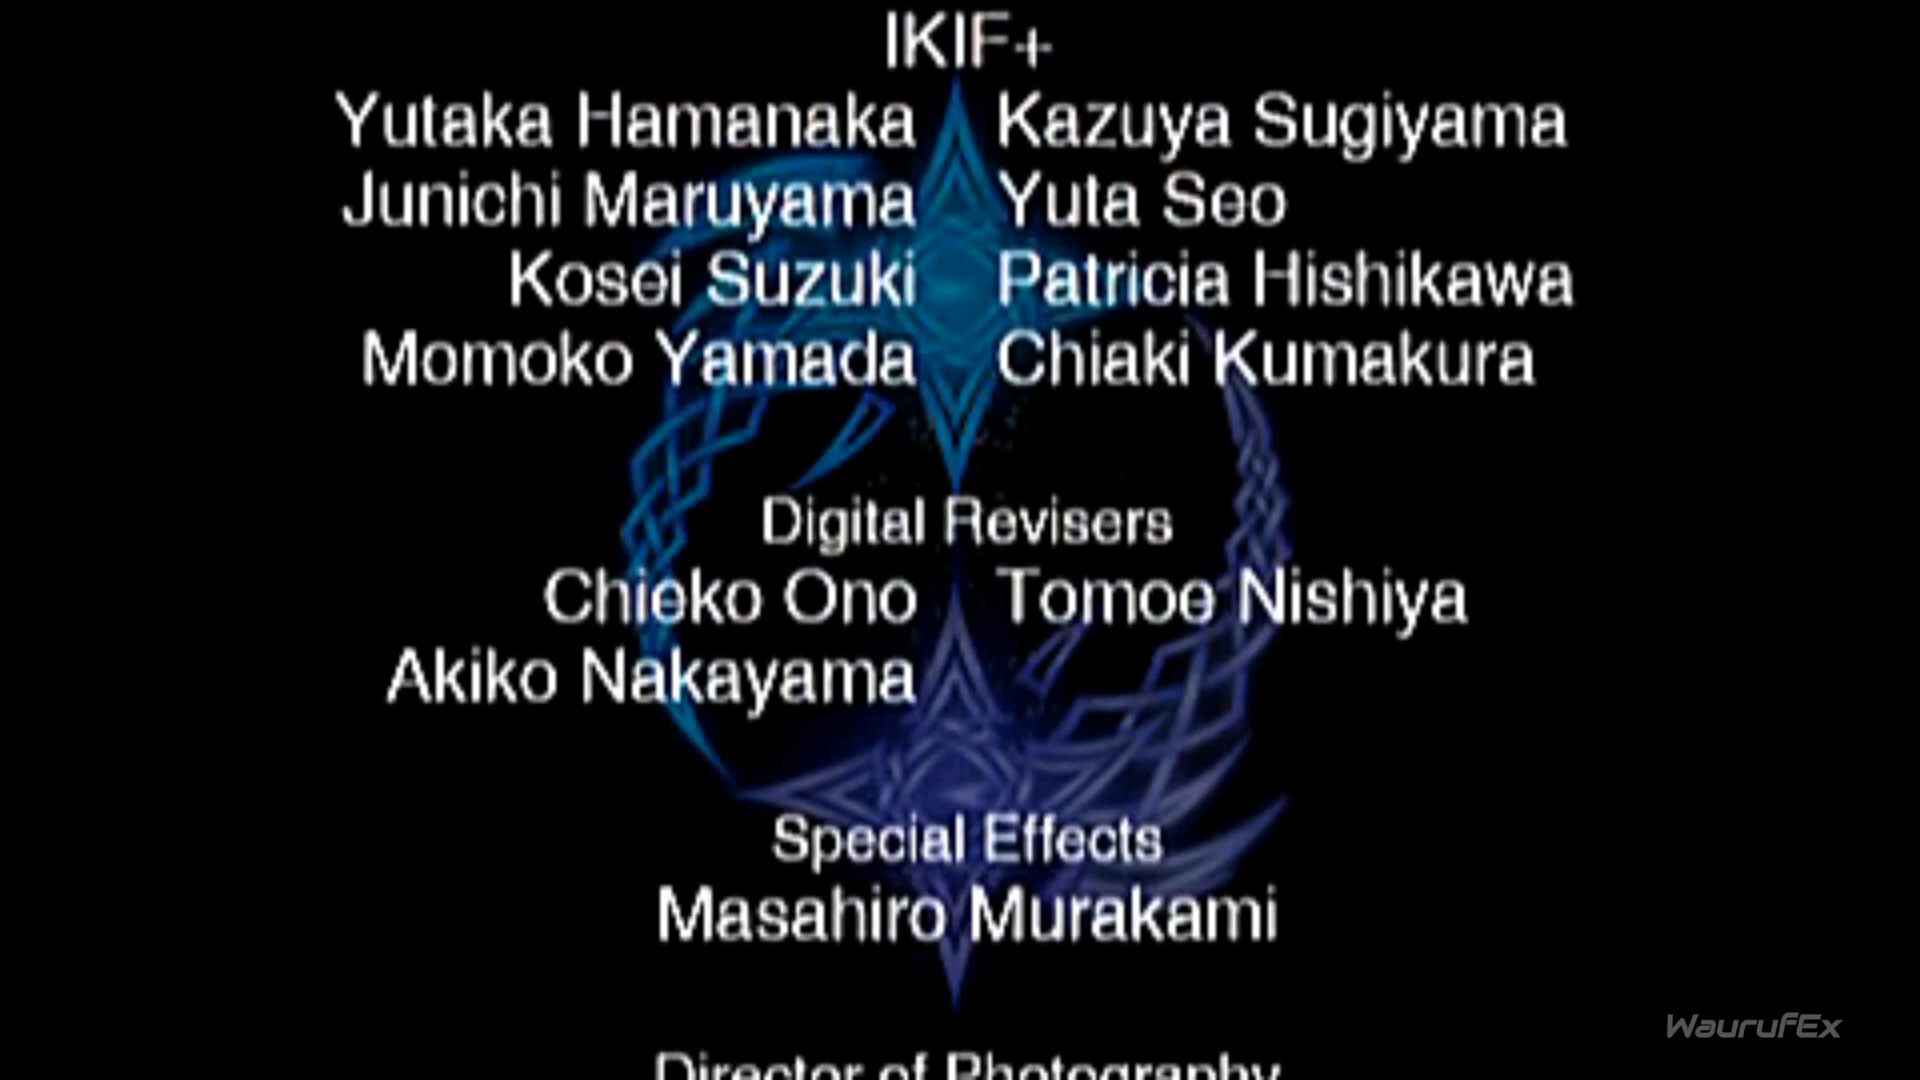 IKIF+
Yutaka Hamanaka Kazuya Sugiyama
Junichi Maruyama Yuta Seo
Kosei Suzuki Patricia Hishikawa
Momoko Yamada Chiaki Kumakura
Digital Revisers
Chieko Ono Tomoe Nishiya
Akiko Nakayama
Special Effects
Masahiro Murakami
WaurufEx
Director of Photography